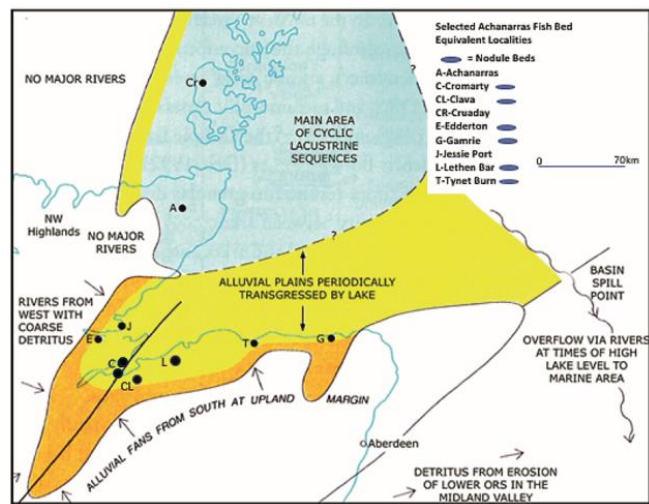 Selected Achanarras Fish Bed
Equivalent Localities
= Nodule Beds
A-Achanarras
C-Cromarty
CL-Clava
CR-Cruaday
E-Edderton
G-Gamrie
J-Jessie Port
L-Lethen Bar
T-Tynet Burn
0 70km
NO MAJOR RIVERS
Cr
?
MAIN AREA
OF CYCLIC
LACUSTRINE
SEQUENCES
A
NW
Highlands
NO MAJOR
RIVERS
?
ALLUVIAL PLAINS PERIODICALLY
TRANSGRESSED BY LAKE
BASIN
SPILL
POINT
RIVERS FROM
WEST WITH
COARSE
DETRITUS
J
E
C
CL
L
T
G
OVERFLOW VIA RIVERS
AT TIMES OF HIGH
LAKE LEVEL TO
MARINE AREA
ALLUVIAL FANS FROM SOUTH AT UPLAND MARGIN
Aberdeen
DETRITUS FROM EROSION
OF LOWER ORS IN THE
MIDLAND VALLEY